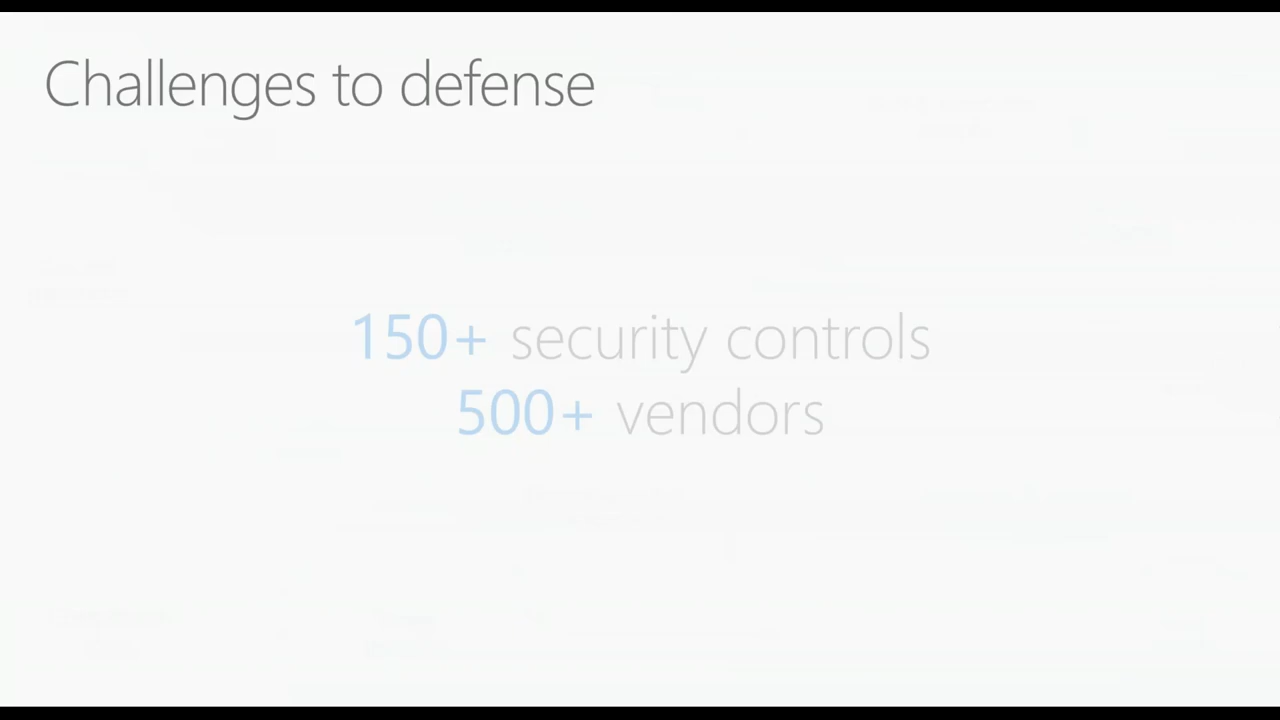 Challenges to defense
150+ security controls
500+ vendors